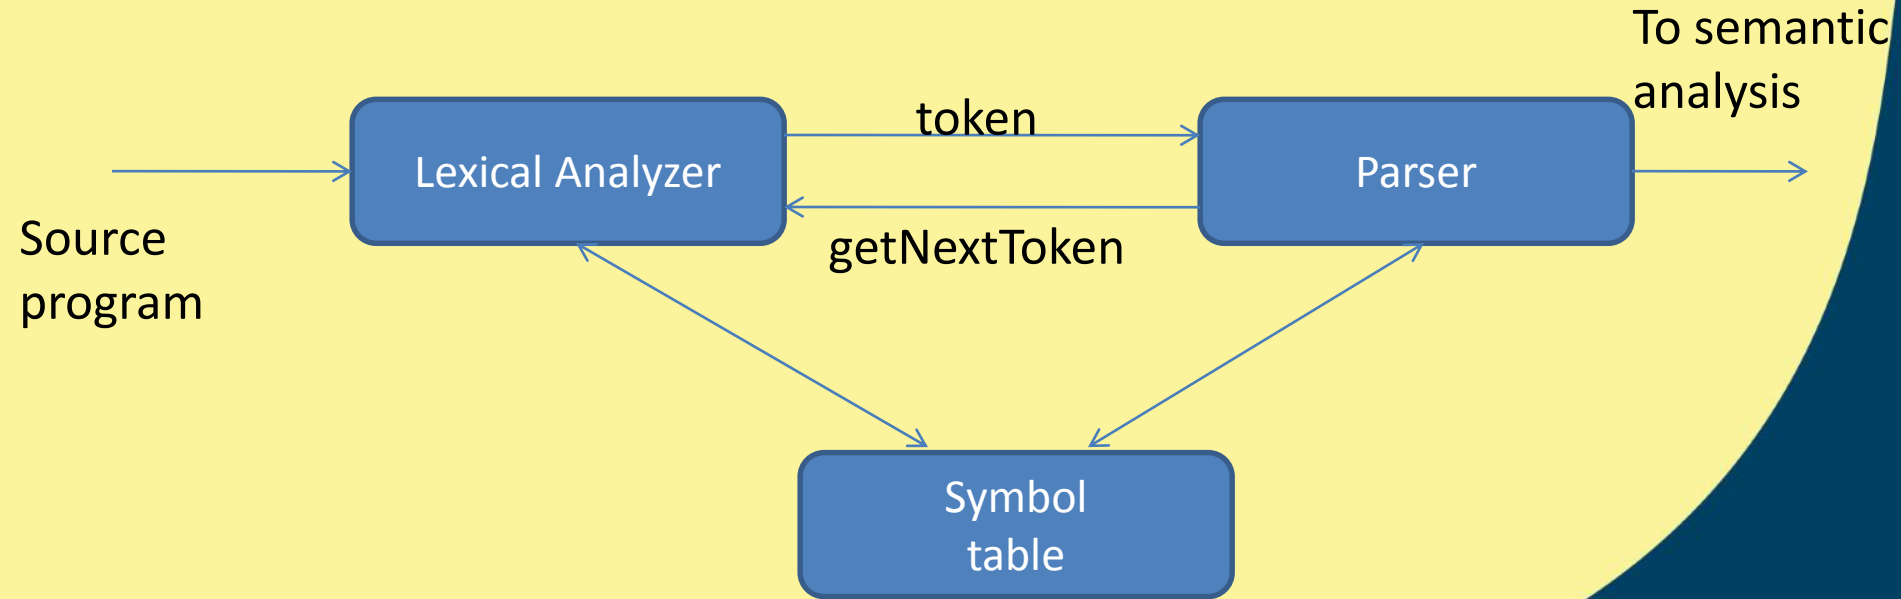 To semantic
analysis
token
Lexical Analyzer
Parser
Source
program
getNextToken
Symbol
table